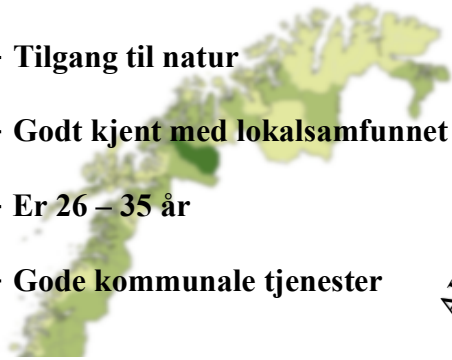 - Tilgang til natur
- Godt kjent med lokalsamfunnet
- Er 26 – 35 år
- Gode kommunale tjenester